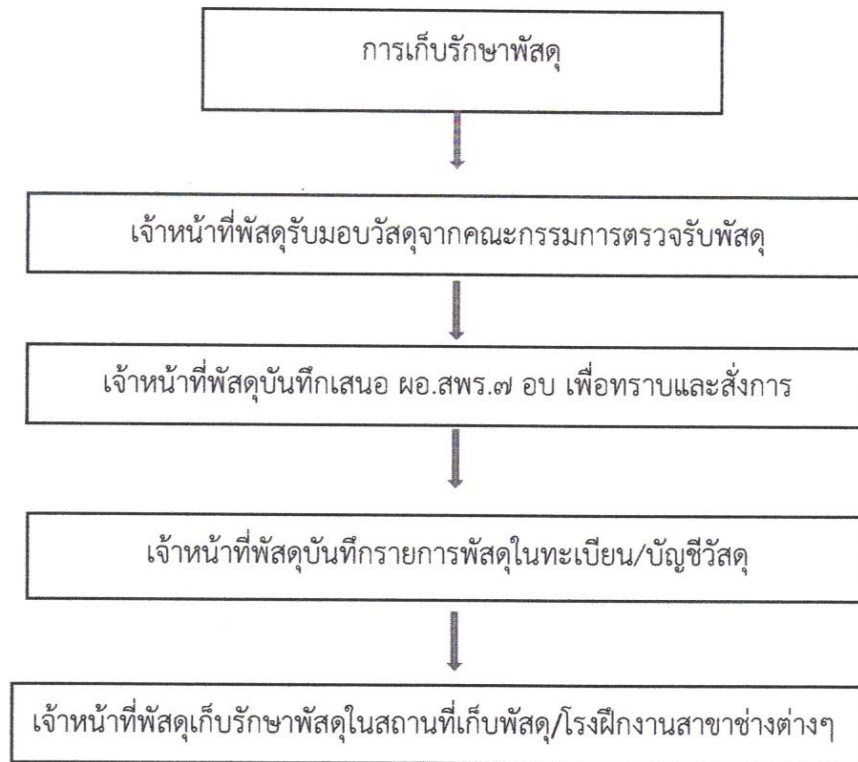 การเก็บรักษาพัสดุ
เจ้าหน้าที่พัสดุรับมอบวัสดุจากคณะกรรมการตรวจรับพัสดุ
เจ้าหน้าที่พัสดุบันทึกเสนอ ผอ.สพร.๗ อบ เพื่อทราบและสั่งการ
เจ้าหน้าที่พัสดุบันทึกรายการพัสดุในทะเบียน/บัญชีวัสดุ
เจ้าหน้าที่พัสดุเก็บรักษาพัสดุในสถานที่เก็บพัสดุ/โรงฝึกงานสาขาช่างต่างๆ